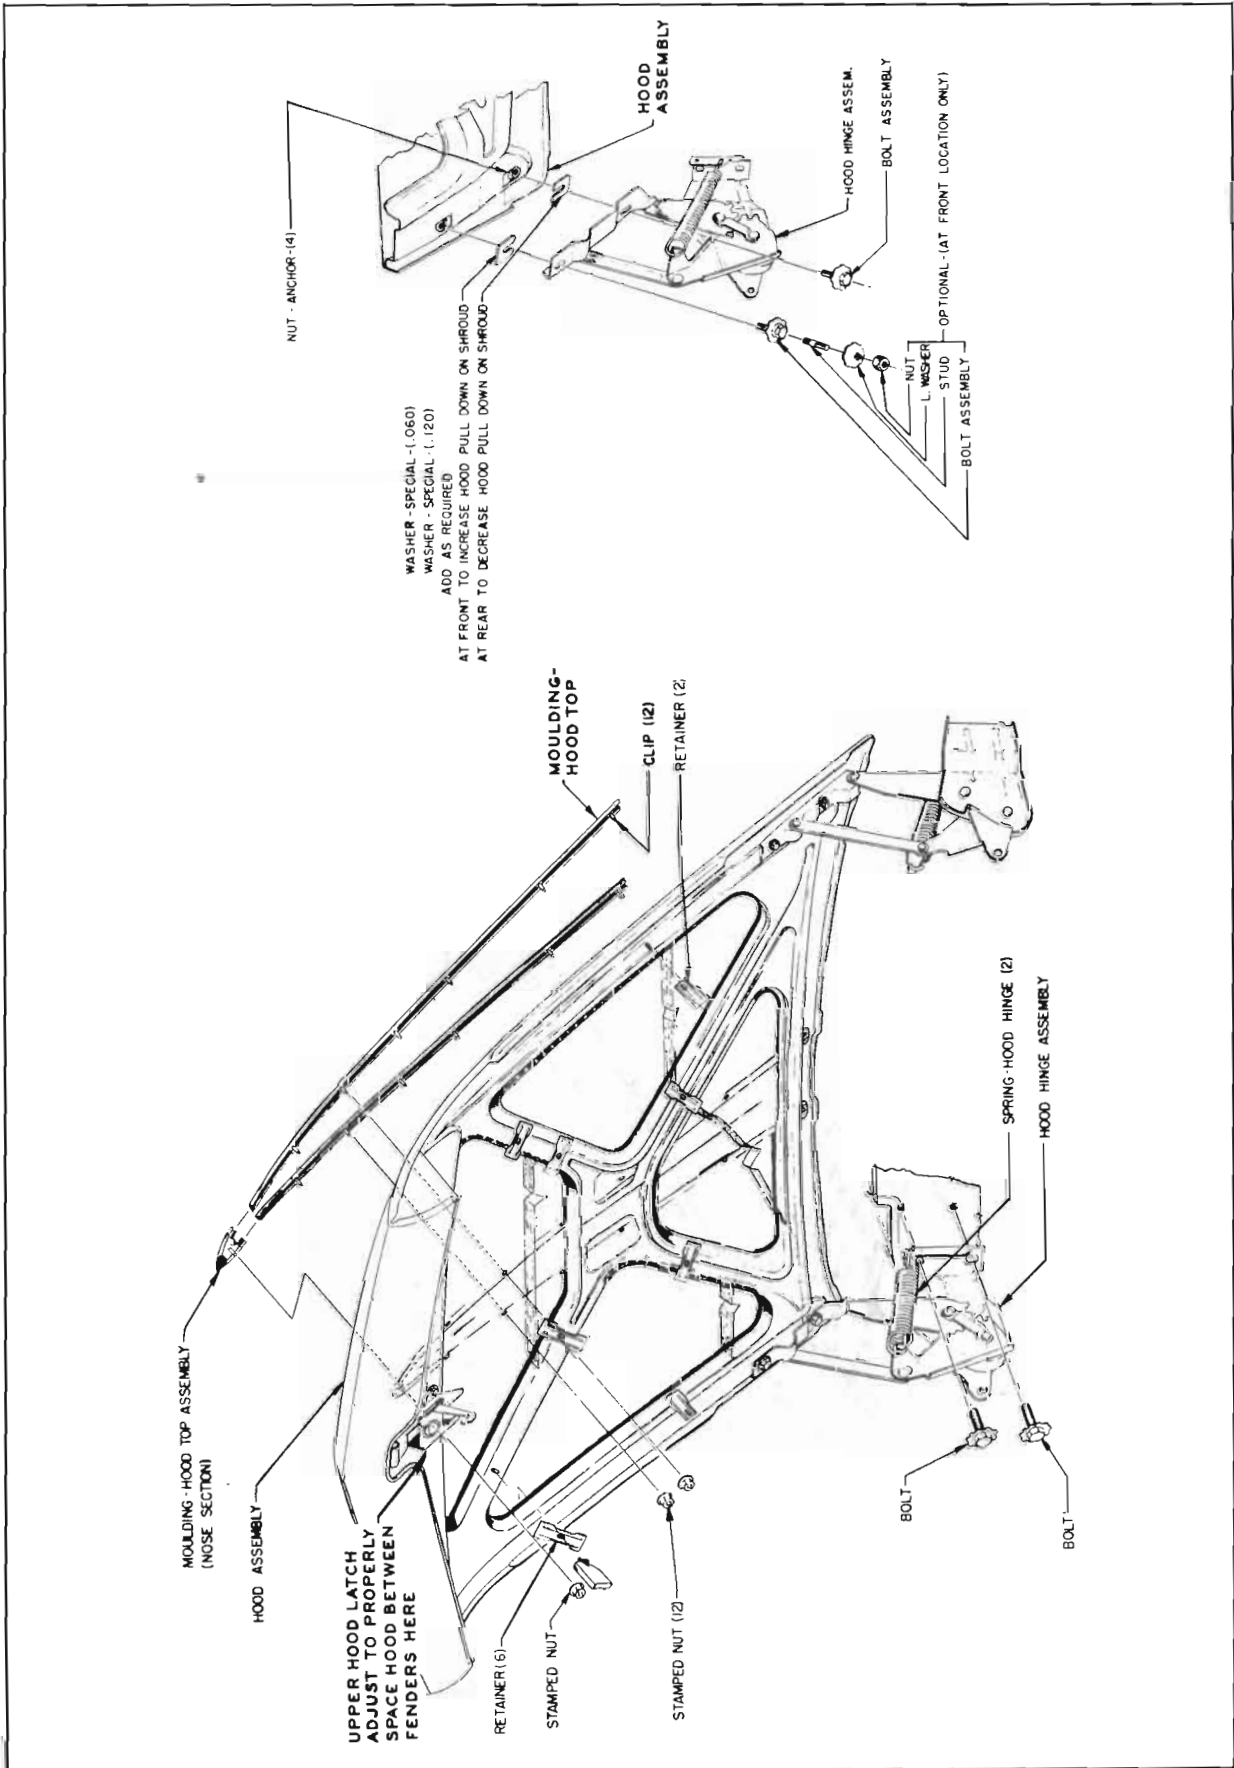 MOULDING - HOOD TOP ASSEMBLY
(NOSE SECTION)
HOOD ASSEMBLY
UPPER HOOD LATCH
ADJUST TO PROPERLY
SPACE HOOD BETWEEN
FENDERS HERE
RETAINER (6)
STAMPED NUT
STAMPED NUT (12)
BOLT
BOLT
MOULDING-
HOOD TOP
CLIP (12)
RETAINER (2)
SPRING-HOOD HINGE (2)
HOOD HINGE ASSEMBLY
NUT - ANCHOR-(4)
WASHER - SPECIAL - (.060)
WASHER - SPECIAL - (.120)
ADD AS REQUIRED
AT FRONT TO INCREASE HOOD PULL DOWN ON SHROUD
AT REAR TO DECREASE HOOD PULL DOWN ON SHROUD
HOOD
ASSEMBLY
HOOD HINGE ASSEM.
BOLT ASSEMBLY
NUT
L. WASHER
STUD
OPTIONAL - (AT FRONT LOCATION ONLY)
BOLT ASSEMBLY